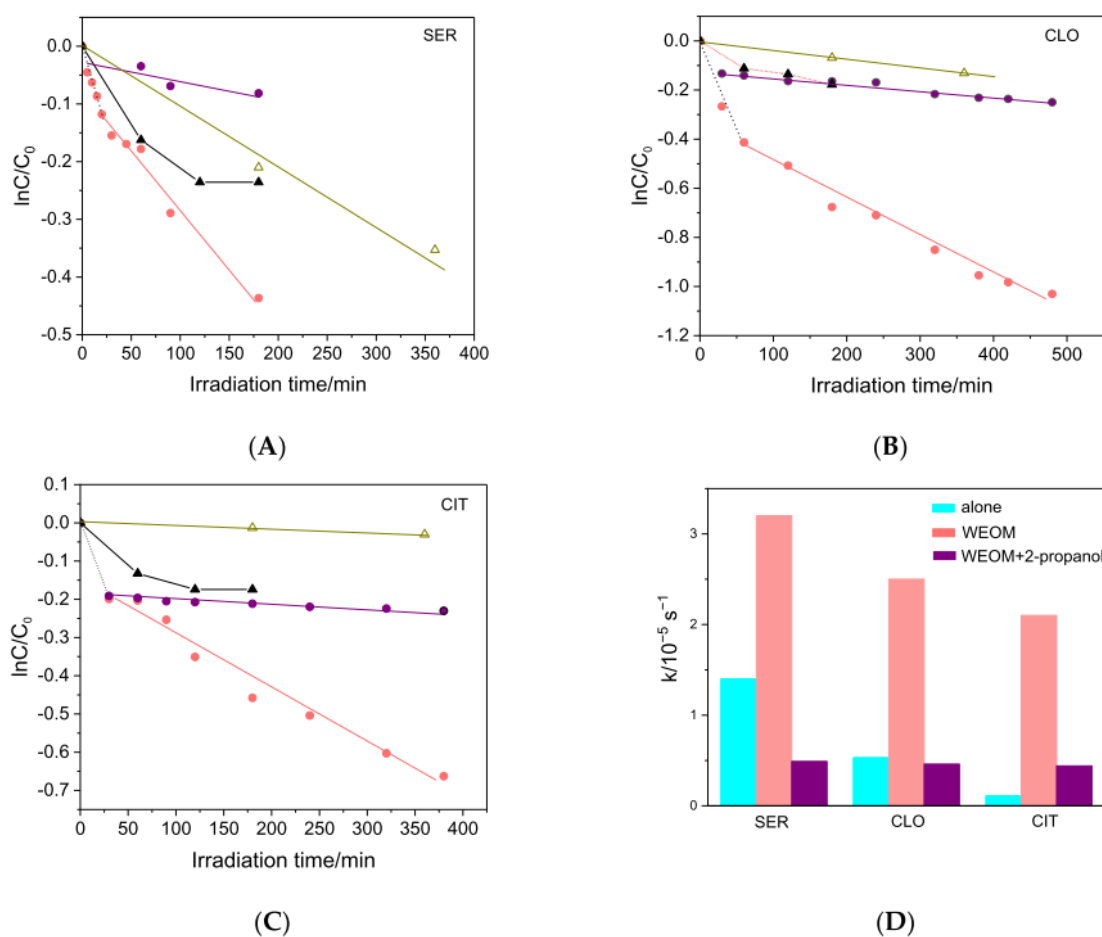 SER
lnC/C0
0.0
-0.1
-0.2
-0.3
-0.4
-0.5
0 50 100 150 200 250 300 350 400
Irradiation time/min
(A)
CLO
lnC/C0
0.0
-0.2
-0.4
-0.6
-0.8
-1.0
-1.2
0 100 200 300 400 500
Irradiation time/min
(B)
CIT
lnC/C0
0.1
0.0
-0.1
-0.2
-0.3
-0.4
-0.5
-0.6
-0.7
0 50 100 150 200 250 300 350 400
Irradiation time/min
(C)
alone
WEOM
WEOM+2-propanol
k/10⁻⁵ s⁻¹
3
2
1
0
SER CLO CIT
(D)